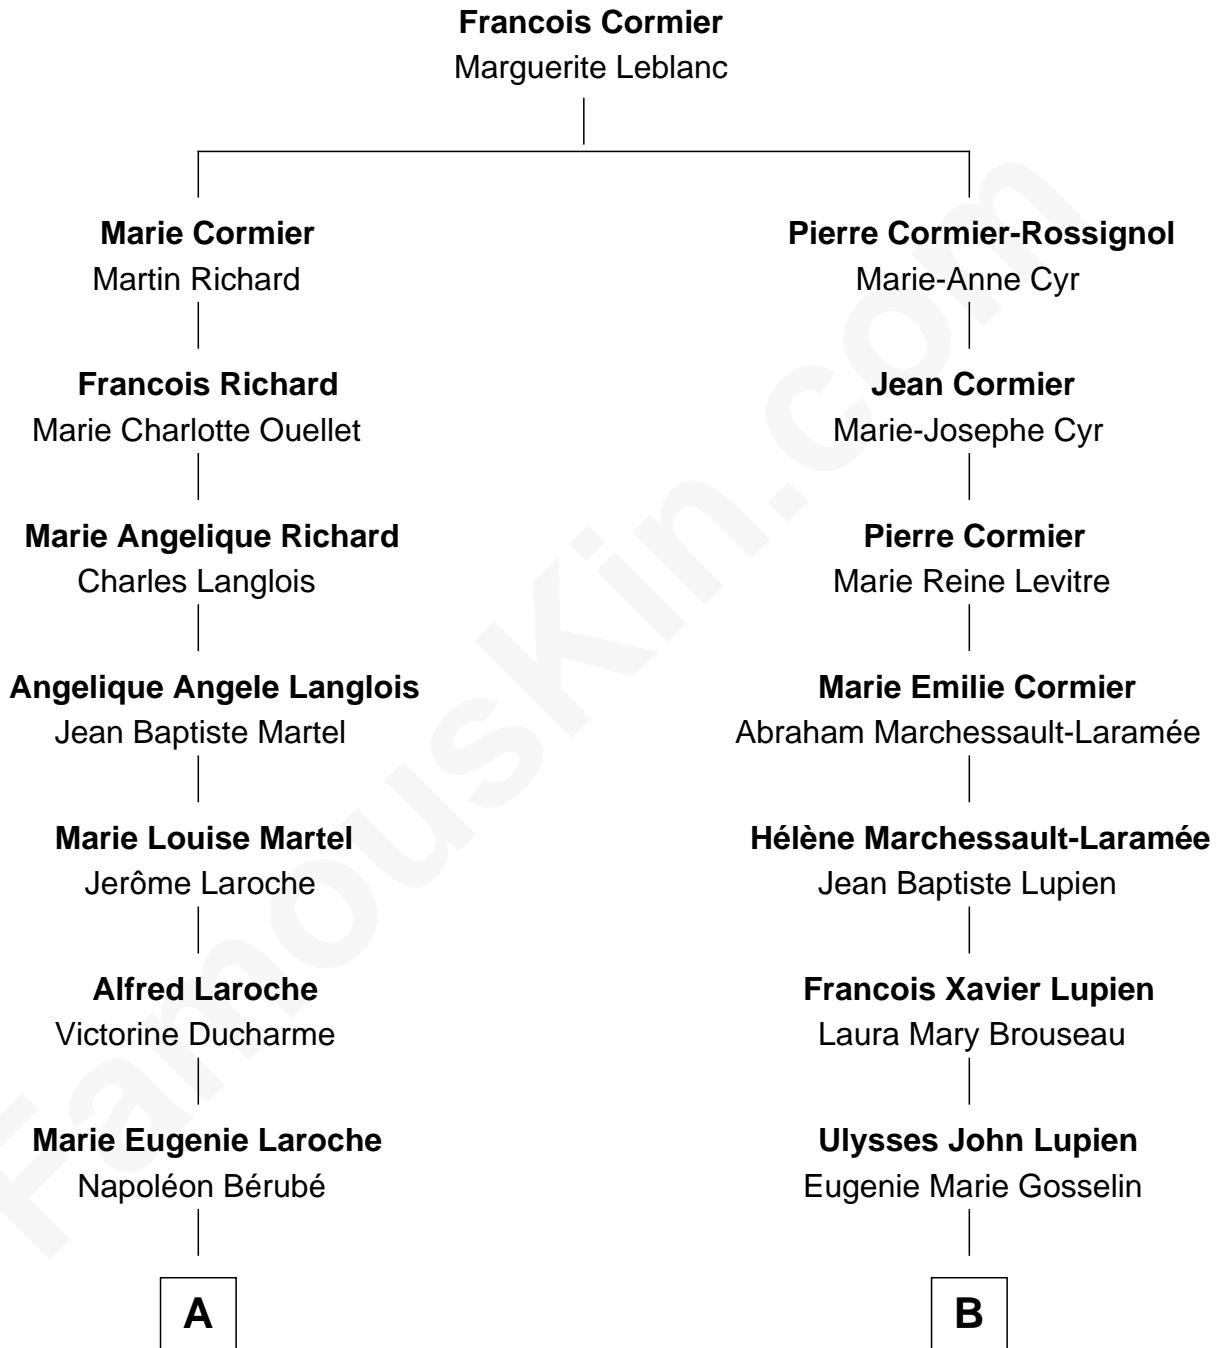 Francois Cormier
Marguerite Leblanc
Marie Cormier
Martin Richard
Pierre Cormier-Rossignol
Marie-Anne Cyr
Francois Richard
Marie Charlotte Ouellet
Jean Cormier
Marie-Josephe Cyr
Marie Angelique Richard
Charles Langlois
Pierre Cormier
Marie Reine Levitre
Angelique Angele Langlois
Jean Baptiste Martel
Marie Emilie Cormier
Abraham Marchessault-Laramée
Marie Louise Martel
Jerôme Laroche
Hélène Marchessault-Laramée
Jean Baptiste Lupien
Alfred Laroche
Victorine Ducharme
Francois Xavier Lupien
Laura Mary Brouseau
Marie Eugenie Laroche
Napoléon Bérubé
Ulysses John Lupien
Eugenie Marie Gosselin
A
B
FamousKin.com